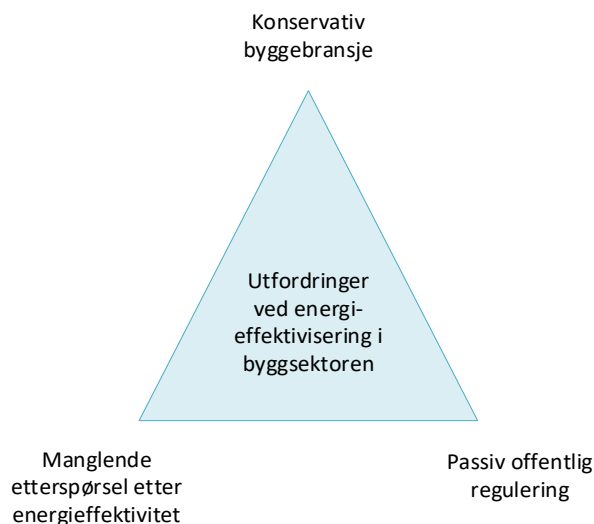 Konservativ
byggebransje
Utfordringer
ved energi-
effektivisering i
byggsektoren
Manglende
etterspørsel etter
energieffektivitet
Passiv offentlig
regulering